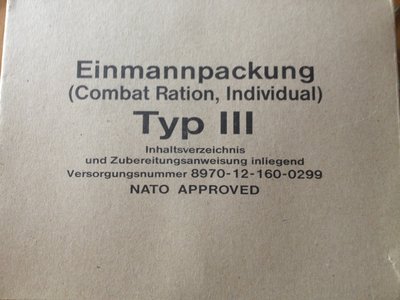 Einmannpackung
(Combat Ration, Individual)
Typ III
Inhaltsverzeichnis
und Zubereitungsanweisung inliegend
Versorgungsnummer 8970-12-160-0299
NATO APPROVED